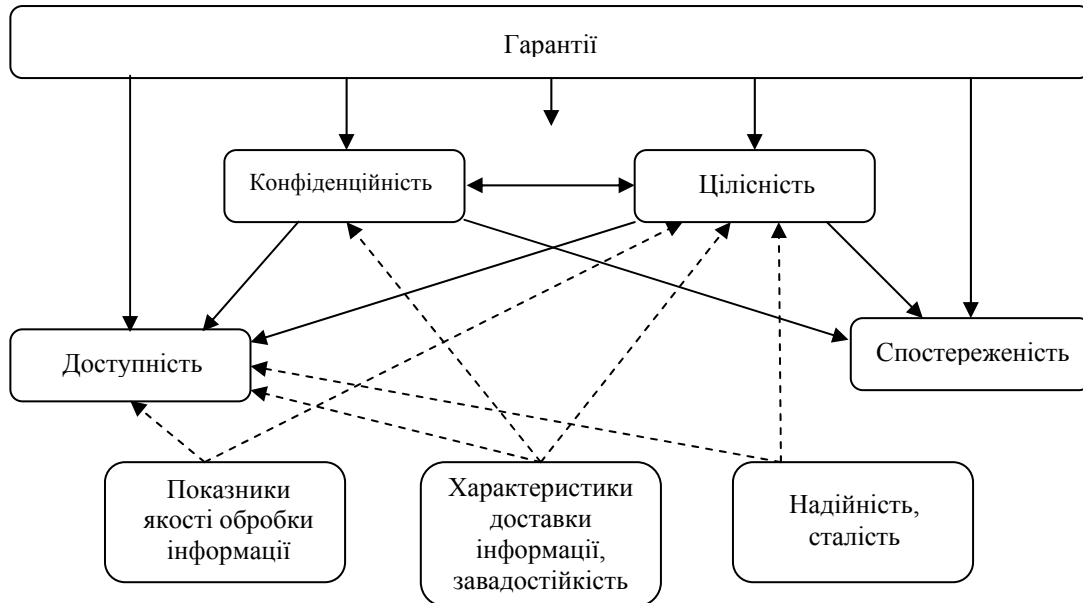 Гарантії
Конфіденційність
Цілісність
Доступність
Спостереженість
Показники
якості обробки
інформації
Характеристики
доставки
інформації,
завадостійкість
Надійність,
сталість